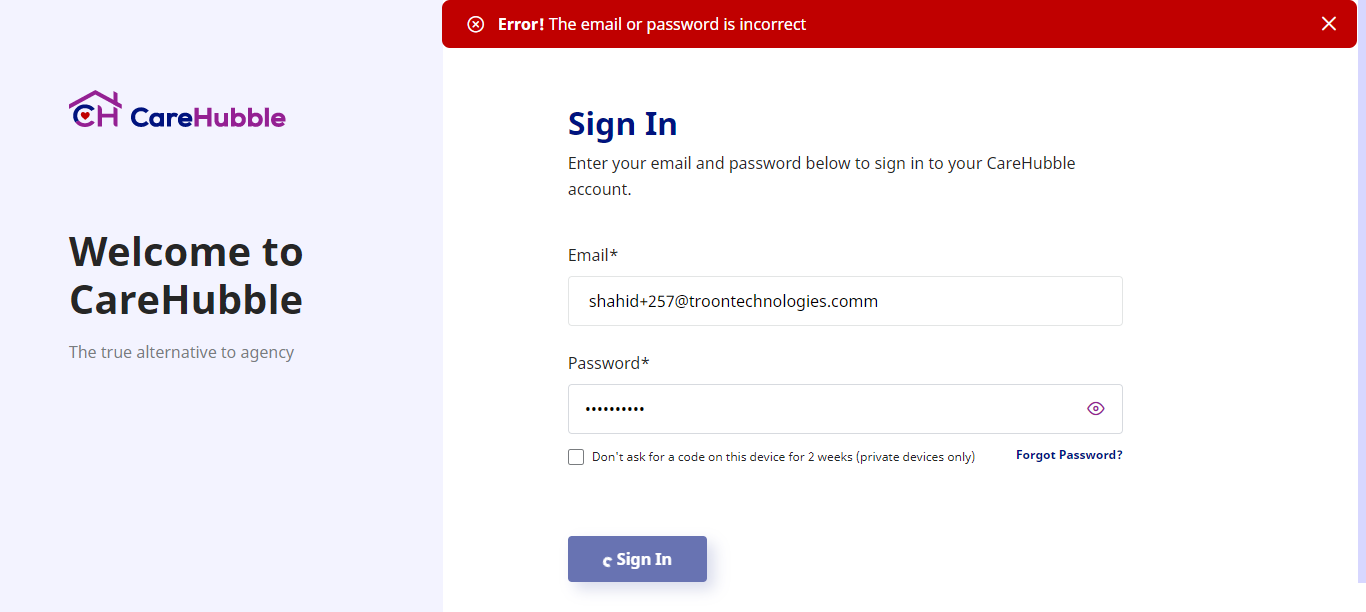 Error! The email or password is incorrect
CH CareHubble
Welcome to
CareHubble
The true alternative to agency
Sign In
Enter your email and password below to sign in to your CareHubble
account.
Email*
shahid+257@troontechnologies.comm
Password*
••••••••••
Don't ask for a code on this device for 2 weeks (private devices only)
Forgot Password?
Sign In